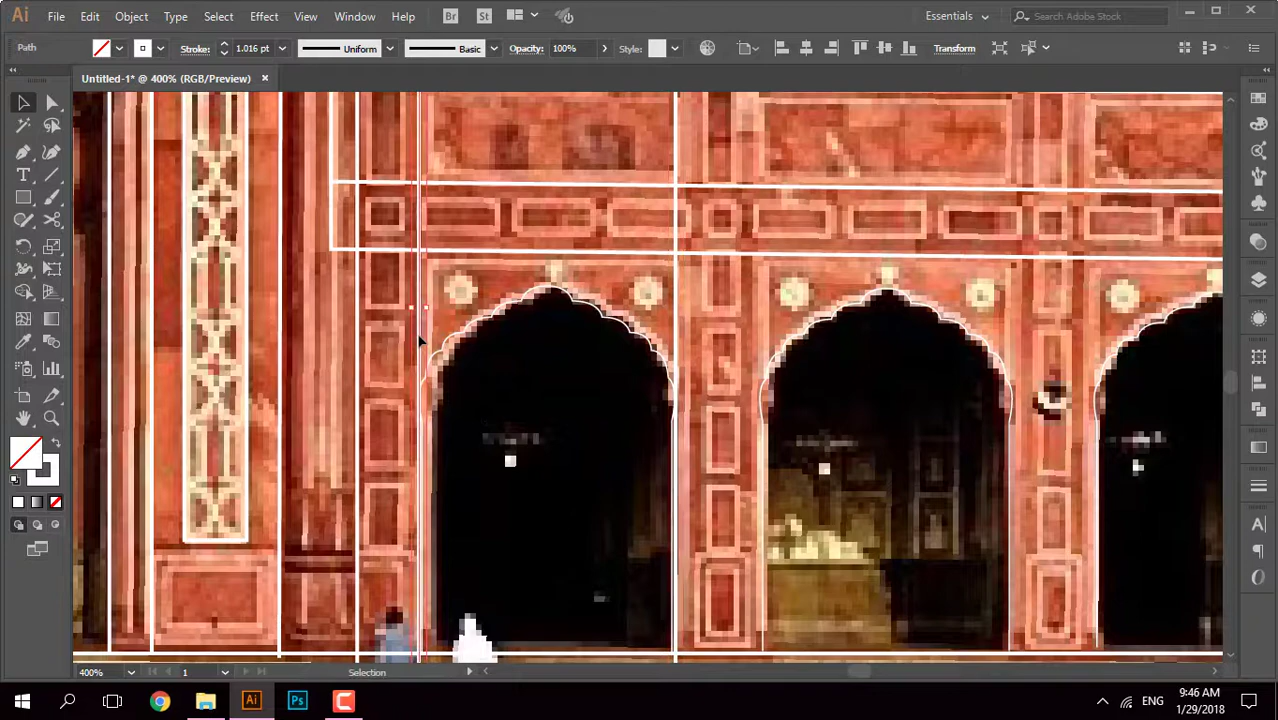 Ai File Edit Object Type Select Effect View Window Help Br St Essentials Search Adobe Stock
Path Stroke: 1.016 pt Uniform Basic Opacity: 100% Style: Transform
Untitled-1* @ 400% (RGB/Preview) ×
400% 1 Selection
Ai Ps ENG 9:46 AM
1/29/2018